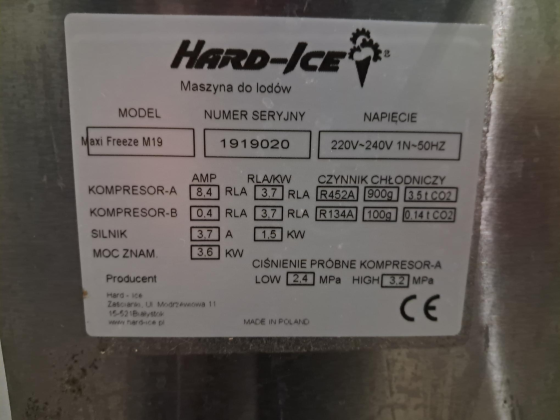 HARD-ICE
Maszyna do lodów
MODEL NUMER SERYJNY NAPIĘCIE
Maxi Freeze M19 1919020 220V~240V 1N~50HZ
AMP RLA/KW CZYNNIK CHŁODNICZY
KOMPRESOR-A 8,4 RLA 3,7 RLA R452A 900g 3.5 t CO2
KOMPRESOR-B 0,4 RLA 3,7 RLA R134A 100g 0,14 t CO2
SILNIK 3,7 A 1,5 KW
MOC ZNAM. 3.6 KW
CIŚNIENIE PRÓBNE KOMPRESOR-A
Producent LOW 2,4 MPa HIGH 3,2 MPa
Hard - Ice
Zaścianki, Ul. Modrzewiowa 11
15-521Białystok
www.hard-ice.pl MADE IN POLAND CE